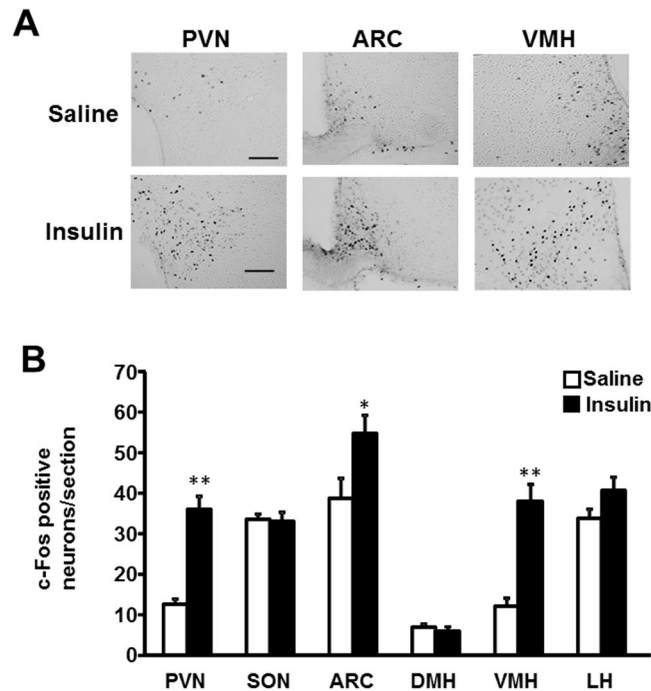 A
PVN ARC VMH
Saline
Insulin
B
70
60
50
40
30
20
10
0
c-Fos positive
neurons/section
Saline
Insulin
**
*
**
PVN SON ARC DMH VMH LH